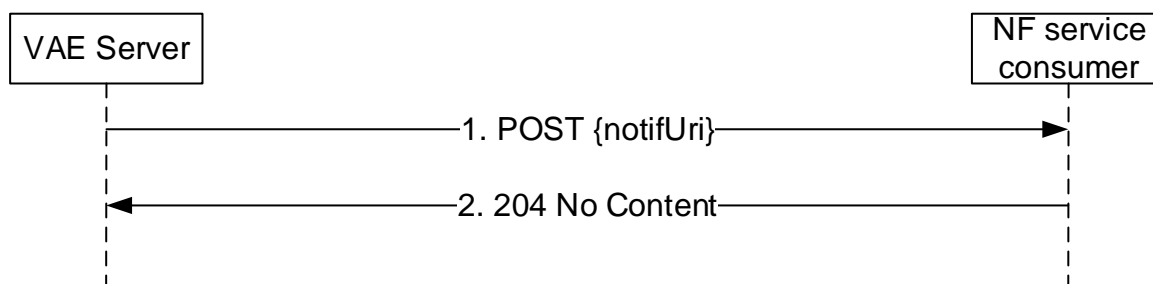 VAE Server
NF service
consumer
1. POST {notifUri}
2. 204 No Content